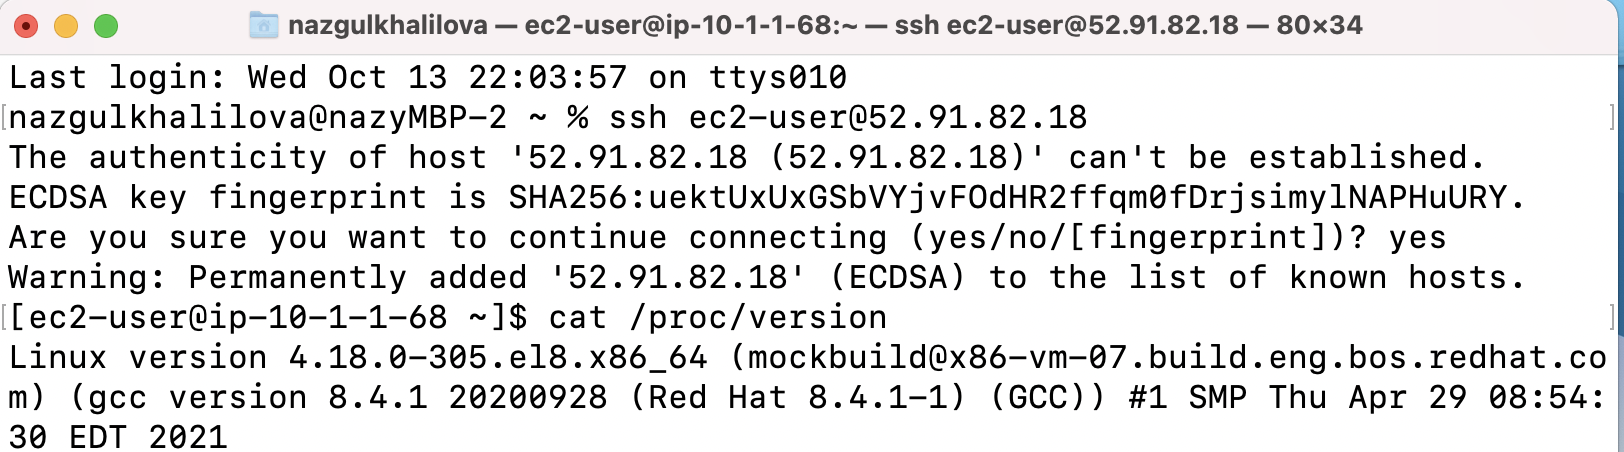 nazgulkhalilova — ec2-user@ip-10-1-1-68:~ — ssh ec2-user@52.91.82.18 — 80×34
Last login: Wed Oct 13 22:03:57 on ttys010
[nazgulkhalilova@nazyMBP-2 ~ % ssh ec2-user@52.91.82.18 ]
The authenticity of host '52.91.82.18 (52.91.82.18)' can't be established.
ECDSA key fingerprint is SHA256:uektUxUxGSbVYjvFOdHR2ffqm0fDrjsimylNAPHuURY.
Are you sure you want to continue connecting (yes/no/[fingerprint])? yes
Warning: Permanently added '52.91.82.18' (ECDSA) to the list of known hosts.
[[ec2-user@ip-10-1-1-68 ~]$ cat /proc/version ]
Linux version 4.18.0-305.el8.x86_64 (mockbuild@x86-vm-07.build.eng.bos.redhat.co
m) (gcc version 8.4.1 20200928 (Red Hat 8.4.1-1) (GCC)) #1 SMP Thu Apr 29 08:54:
30 EDT 2021